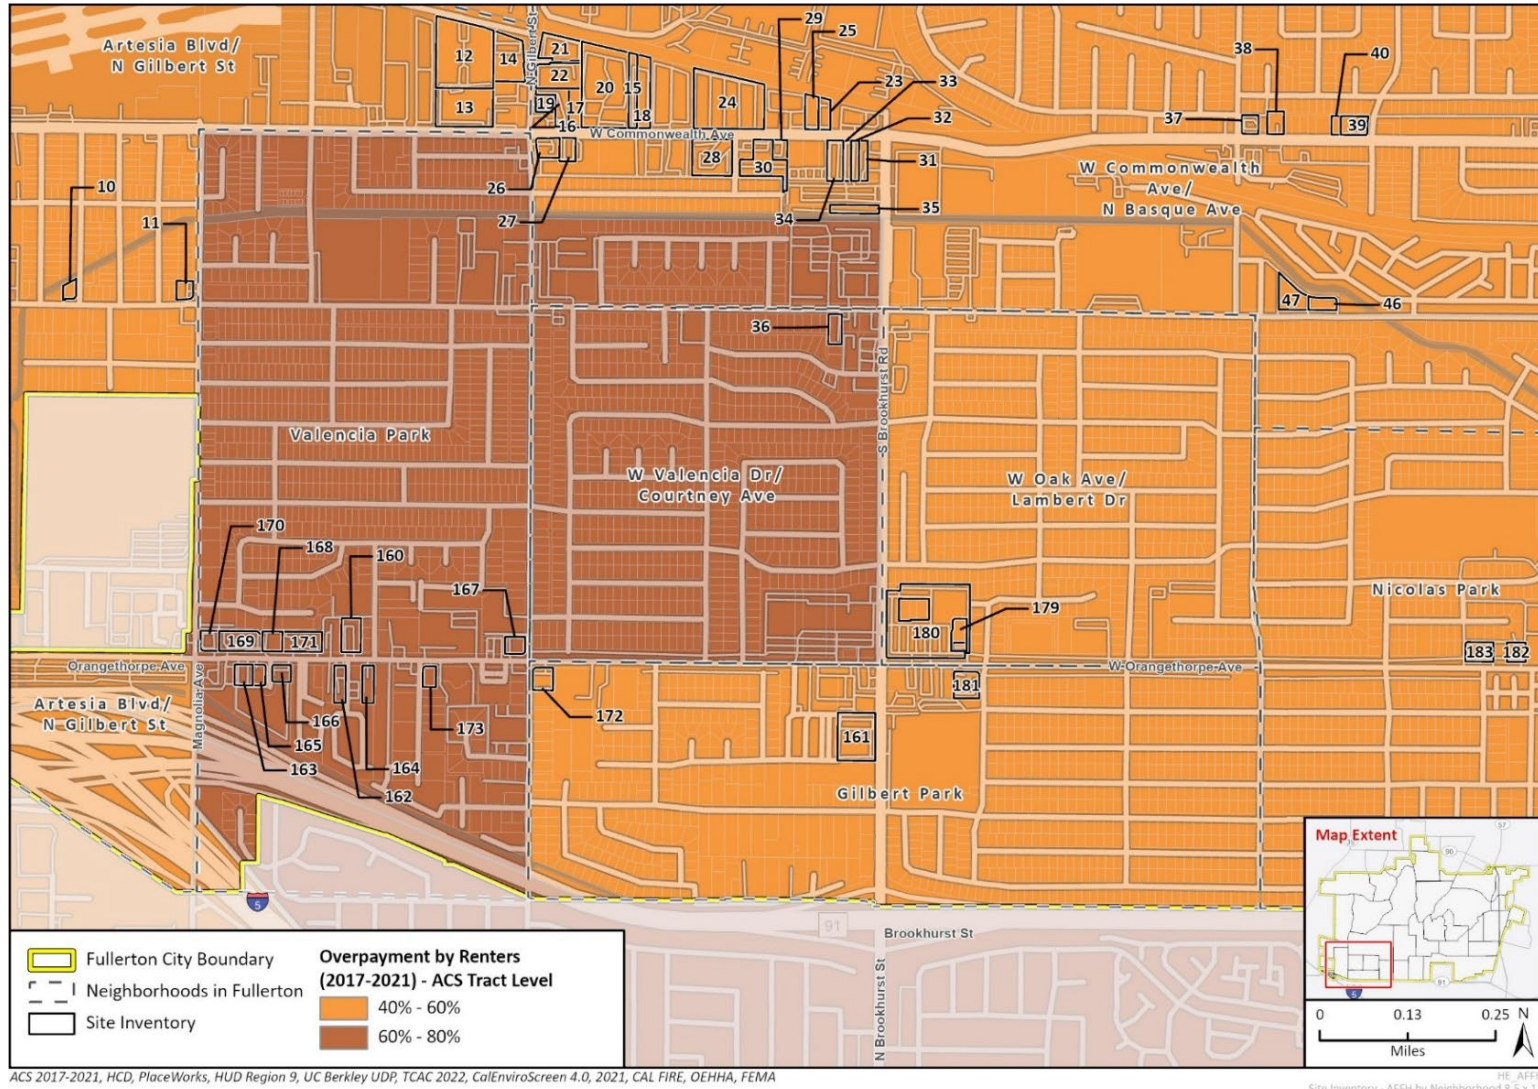 Artesia Blvd/
N Gilbert St
12
14
21
22
13
19
17
16
20
15
18
24
N Gilbert St
29
25
23
33
32
31
W Commonwealth Ave
28
30
26
27
34
35
38
40
37
39
W Commonwealth
Ave/
N Basque Ave
10
11
47
46
36
Valencia Park
W Valencia Dr/
Courtney Ave
S Brookhurst Rd
W Oak Ave/
Lambert Dr
Nicolas Park
170
168
160
167
169
171
179
180
183
182
Orangethorpe Ave
W Orangethorpe Ave
Artesia Blvd/
N Gilbert St
Magnolia Ave
166
165
163
164
162
173
172
181
161
Gilbert Park
5
91
Brookhurst St
N Brookhurst St
Fullerton City Boundary
Neighborhoods in Fullerton
Site Inventory
Overpayment by Renters
(2017-2021) - ACS Tract Level
40% - 60%
60% - 80%
Map Extent
57
90
91
5
0 0.13 0.25 N
Miles
ACS 2017-2021, HCD, PlaceWorks, HUD Region 9, UC Berkley UDP, TCAC 2022, CalEnviroScreen 4.0, 2021, CAL FIRE, OEHHA, FEMA